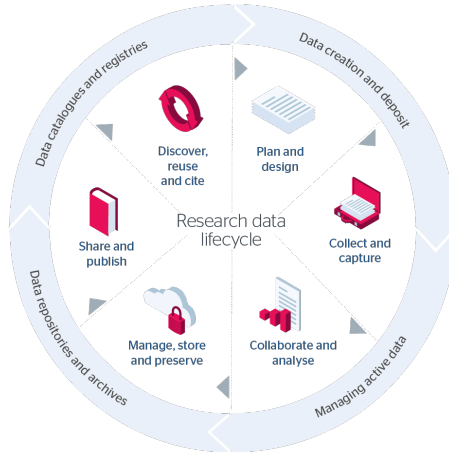 Data catalogues and registries
Data creation and deposit
Discover,
reuse
and cite
Plan and
design
Share and
publish
Research data
lifecycle
Collect and
capture
Manage, store
and preserve
Collaborate and
analyse
Data repositories and archives
Managing active data